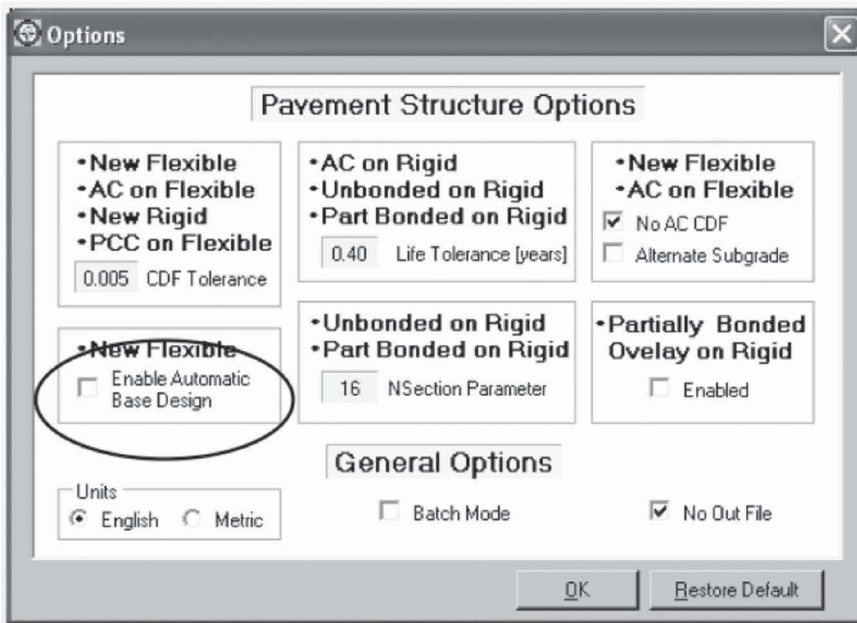 Options
Pavement Structure Options
•New Flexible
•AC on Flexible
•New Rigid
•PCC on Flexible
0.005 CDF Tolerance
•AC on Rigid
•Unbonded on Rigid
•Part Bonded on Rigid
0.40 Life Tolerance [years]
•New Flexible
•AC on Flexible
No AC CDF
Alternate Subgrade
•New Flexible
Enable Automatic
Base Design
•Unbonded on Rigid
•Part Bonded on Rigid
16 NSection Parameter
•Partially Bonded
Ovelay on Rigid
Enabled
General Options
Units
English Metric
Batch Mode
No Out File
OK
Restore Default